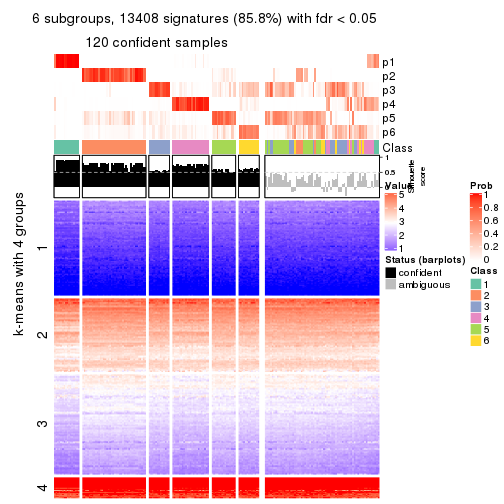 6 subgroups, 13408 signatures (85.8%) with fdr < 0.05
120 confident samples
p1
p2
p3
p4
p5
p6
Class
1
0.5
0
Silhouette
score
k-means with 4 groups
1
2
3
4
Value
5
4
3
2
1
Status (barplots)
confident
ambiguous
Prob
1
0.8
0.6
0.4
0.2
0
Class
1
2
3
4
5
6